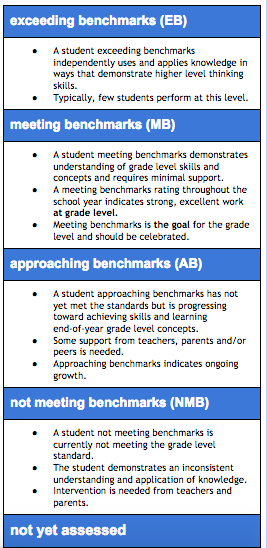 exceeding benchmarks (EB)
● A student exceeding benchmarks
independently uses and applies knowledge in
ways that demonstrate higher level thinking
skills.
● Typically, few students perform at this level.
meeting benchmarks (MB)
● A student meeting benchmarks demonstrates
understanding of grade level skills and
concepts and requires minimal support.
● A meeting benchmarks rating throughout the
school year indicates strong, excellent work
at grade level.
● Meeting benchmarks is the goal for the grade
level and should be celebrated.
approaching benchmarks (AB)
● A student approaching benchmarks has not
yet met the standards but is progressing
toward achieving skills and learning
end-of-year grade level concepts.
● Some support from teachers, parents and/or
peers is needed.
● Approaching benchmarks indicates ongoing
growth.
not meeting benchmarks (NMB)
● A student not meeting benchmarks is
currently not meeting the grade level
standard.
● The student demonstrates an inconsistent
understanding and application of knowledge.
● Intervention is needed from teachers and
parents.
not yet assessed